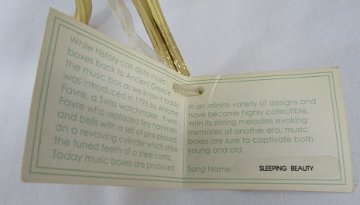 While history can date music
boxes back to Ancient Greece
the music box as we know it today
was introduced in 1795 by Antoine
Favre, a Swiss watchmaker. It was
Favre who replaced tiny hammers
and bells with a set of pins placed
on a revolving cylinder which strike
the tuned teeth of a steel comb.
Today music boxes are produced
in an infinite variety of designs and
have become highly collectible.
With its stirring melodies evoking
memories of another era, music
boxes are sure to captivate both
young and old.
Song Name: SLEEPING BEAUTY